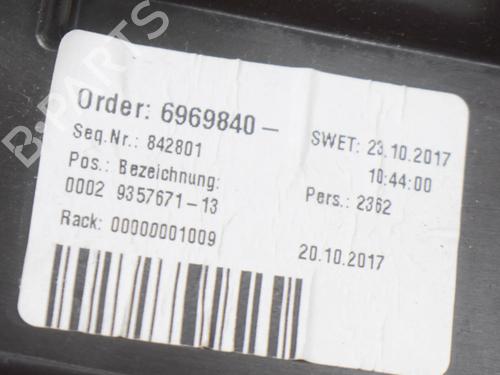 Order: 6969840-
SWET: 23.10.2017
Seq.Nr.: 842801
10:44:00
Pos.: Bezeichnung:
Pers.: 2362
0002 9357671-13
Rack: 00000001009
20.10.2017
B-PARTS